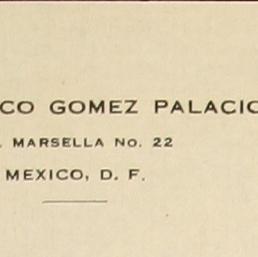 CO GOMEZ PALACIO
. MARSELLA No. 22
MEXICO, D. F.